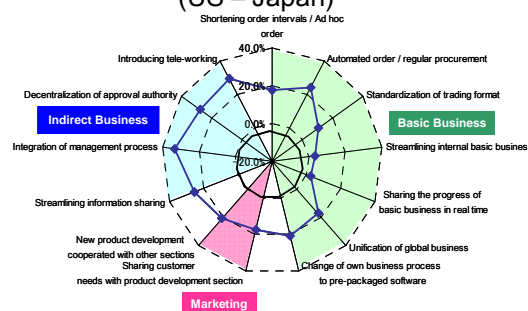 (US – Japan)
Shortening order intervals / Ad hoc
order
40.0%
Introducing tele-working
Automated order / regular procurement
20.0%
Decentralization of approval authority
Standardization of trading format
Indirect Business
0.0%
Basic Business
Integration of management process
Streamlining internal basic busines
-20.0%
Streamlining information sharing
Sharing the progress of
basic business in real time
New product development
cooperated with other sections
Unification of global business
Sharing customer
needs with product development section
Change of own business process
to pre-packaged software
Marketing